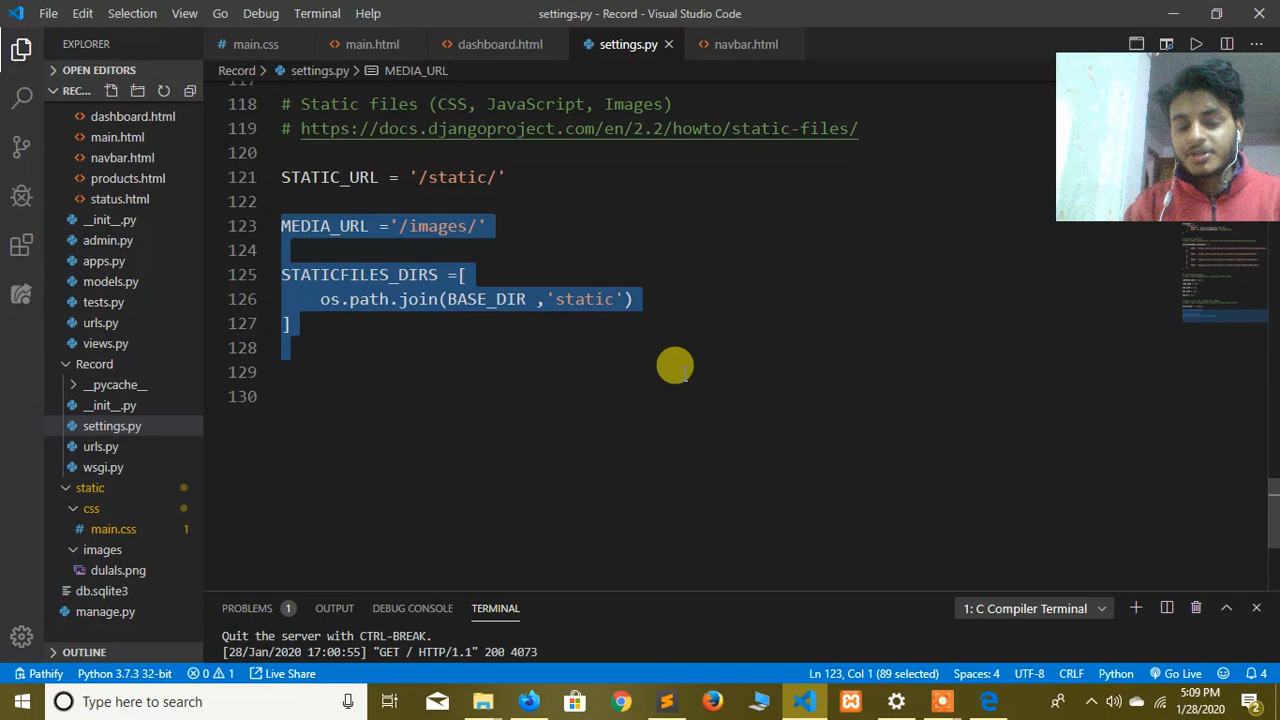 File Edit Selection View Go Debug Terminal Help
settings.py - Record - Visual Studio Code
EXPLORER
main.css
main.html
dashboard.html
settings.py
navbar.html
OPEN EDITORS
Record > settings.py > MEDIA_URL
REC...
dashboard.html
main.html
navbar.html
products.html
status.html
__init__.py
admin.py
apps.py
models.py
tests.py
urls.py
views.py
Record
__pycache__
__init__.py
settings.py
urls.py
wsgi.py
static
css
main.css 1
images
dulals.png
db.sqlite3
manage.py
OUTLINE
117
118 # Static files (CSS, JavaScript, Images)
119 # https://docs.djangoproject.com/en/2.2/howto/static-files/
120
121 STATIC_URL = '/static/'
122
123 MEDIA_URL ='/images/'
124
125 STATICFILES_DIRS =[
126 os.path.join(BASE_DIR ,'static')
127 ]
128
129
130
PROBLEMS 1 OUTPUT DEBUG CONSOLE TERMINAL
1: C Compiler Terminal
Quit the server with CTRL-BREAK.
[28/Jan/2020 17:00:55] "GET / HTTP/1.1" 200 4073
Pathify Python 3.7.3 32-bit 0 1 Live Share
Ln 123, Col 1 (89 selected) Spaces: 4 UTF-8 CRLF Python Go Live 4
Type here to search
5:09 PM
1/28/2020
2